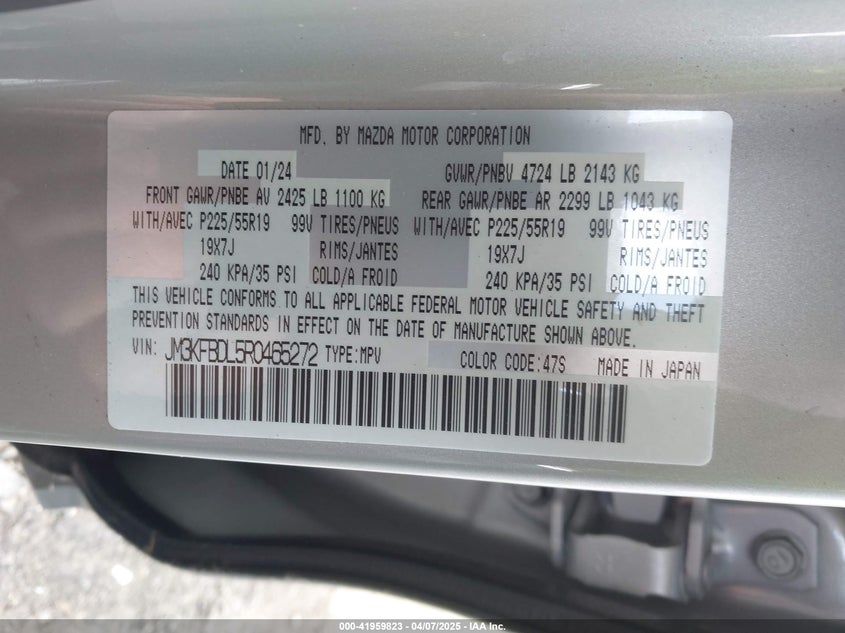 MFD. BY MAZDA MOTOR CORPORATION
DATE 01/24 GVWR/PNBV 4724 LB 2143 KG
FRONT GAWR/PNBE AV 2425 LB 1100 KG REAR GAWR/PNBE AR 2299 LB 1043 KG
WITH/AVEC P225/55R19 99V TIRES/PNEUS WITH/AVEC P225/55R19 99V TIRES/PNEUS
19X7J RIMS/JANTES 19X7J RIMS/JANTES
240 KPA/35 PSI COLD/A FROID 240 KPA/35 PSI COLD/A FROID
THIS VEHICLE CONFORMS TO ALL APPLICABLE FEDERAL MOTOR VEHICLE SAFETY AND THEFT
PREVENTION STANDARDS IN EFFECT ON THE DATE OF MANUFACTURE SHOWN ABOVE.
VIN: JM3KFBDL5R0465272 TYPE:MPV COLOR CODE:47S MADE IN JAPAN
000-41959823 - 04/07/2025 - IAA Inc.